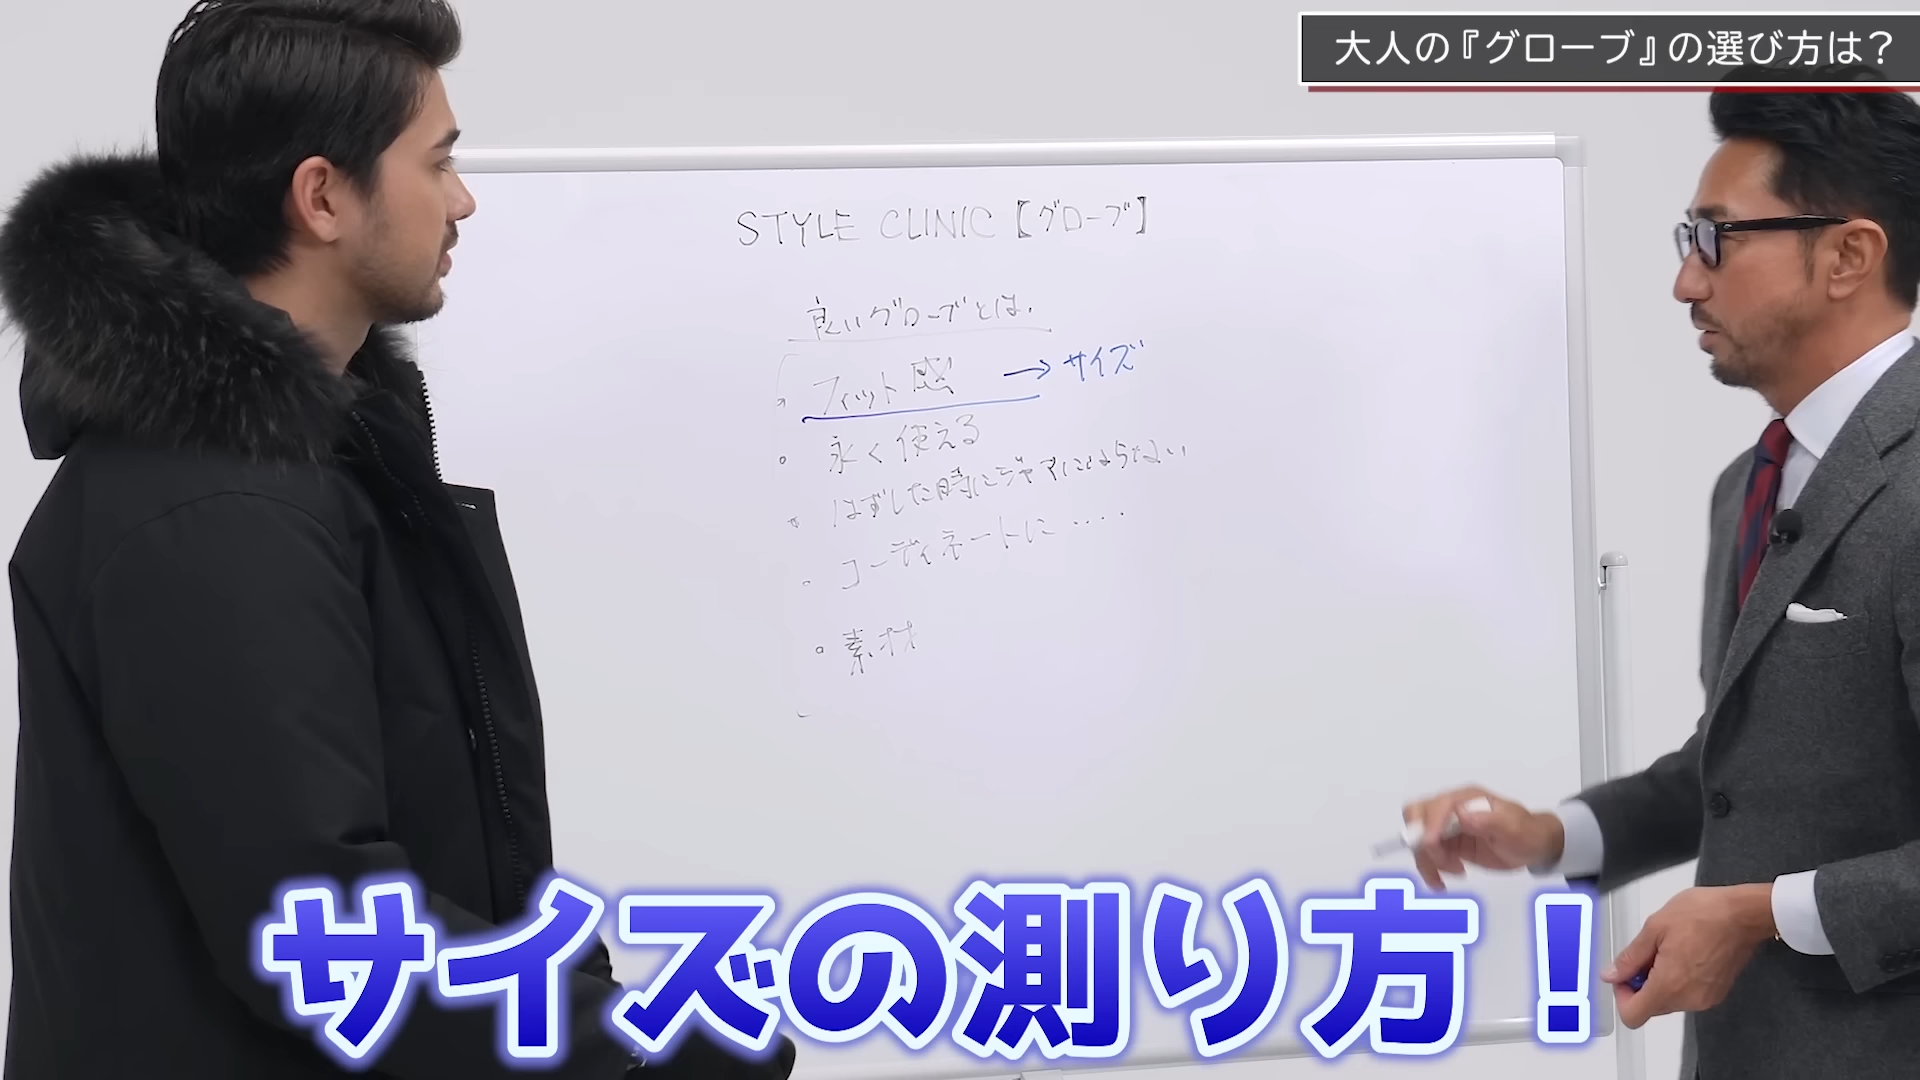 大人の『グローブ』の選び方は？
STYLE CLINIC【グローブ】
良いグローブとは、
フィット感 → サイズ
永く使える
はずした時にジャマにならない
コーディネートに ‥‥
素材
サイズの測り方！